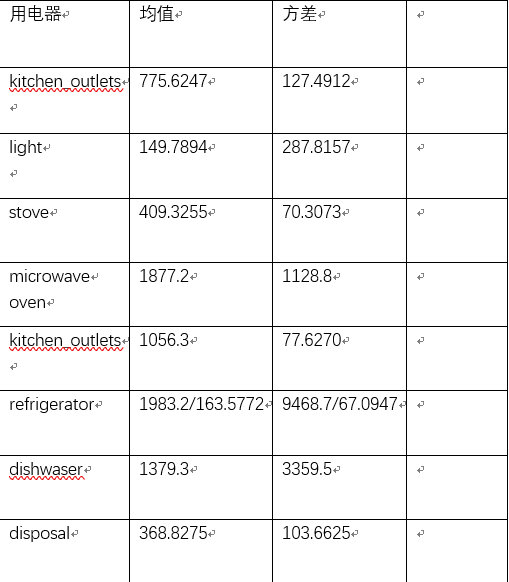 用电器 均值 方差
kitchen_outlets 775.6247 127.4912
light 149.7894 287.8157
stove 409.3255 70.3073
microwave 1877.2 1128.8
oven
kitchen_outlets 1056.3 77.6270
refrigerator 1983.2/163.5772 9468.7/67.0947
dishwaser 1379.3 3359.5
disposal 368.8275 103.6625